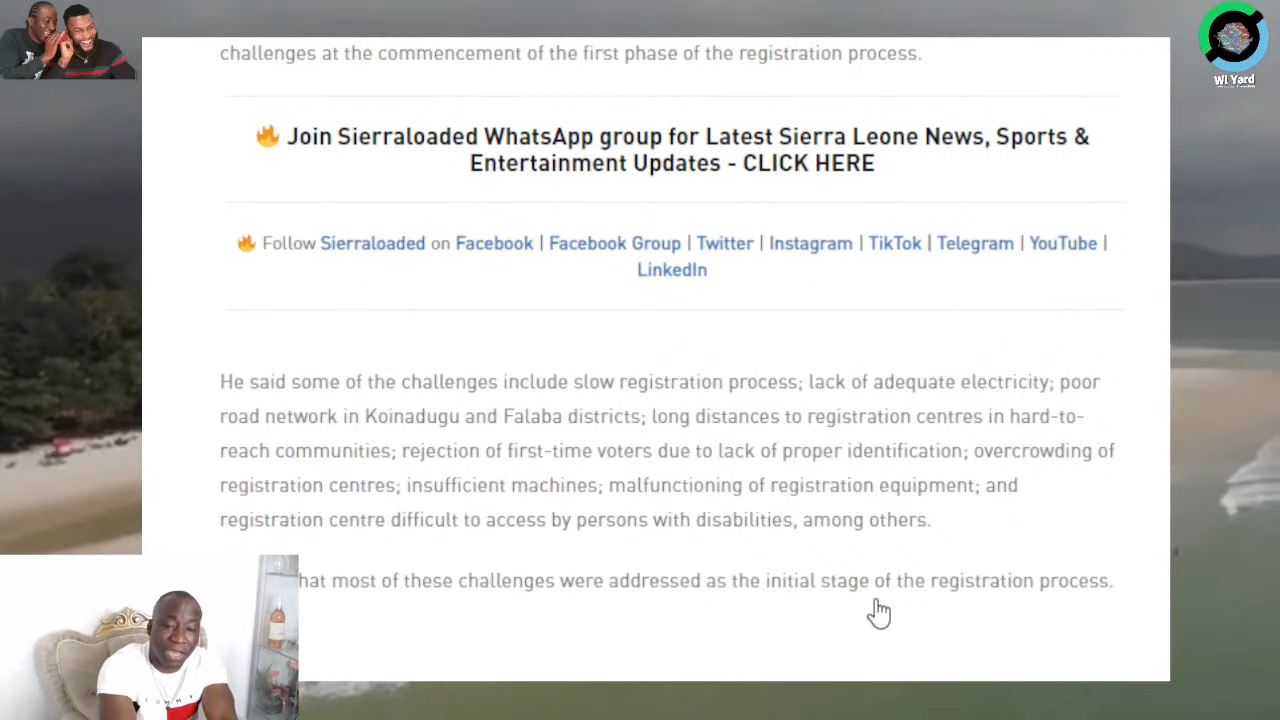 challenges at the commencement of the first phase of the registration process.
WI Yard
🔥 Join Sierraloaded WhatsApp group for Latest Sierra Leone News, Sports &
Entertainment Updates - CLICK HERE
🔥 Follow Sierraloaded on Facebook | Facebook Group | Twitter | Instagram | TikTok | Telegram | YouTube |
LinkedIn
He said some of the challenges include slow registration process; lack of adequate electricity; poor
road network in Koinadugu and Falaba districts; long distances to registration centres in hard-to-
reach communities; rejection of first-time voters due to lack of proper identification; overcrowding of
registration centres; insufficient machines; malfunctioning of registration equipment; and
registration centre difficult to access by persons with disabilities, among others.
hat most of these challenges were addressed as the initial stage of the registration process.
TOMMY